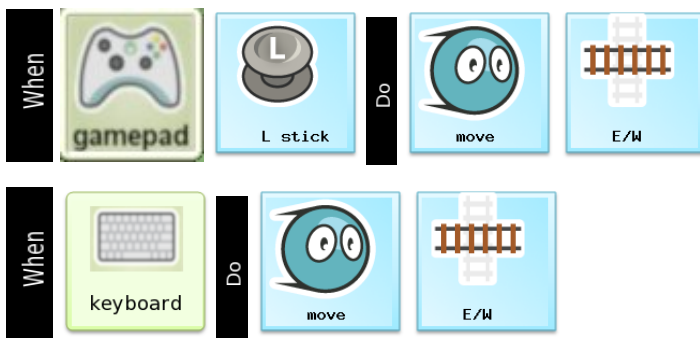 When
gamepad
L
L stick
Do
move
E/W
When
keyboard
Do
move
E/W